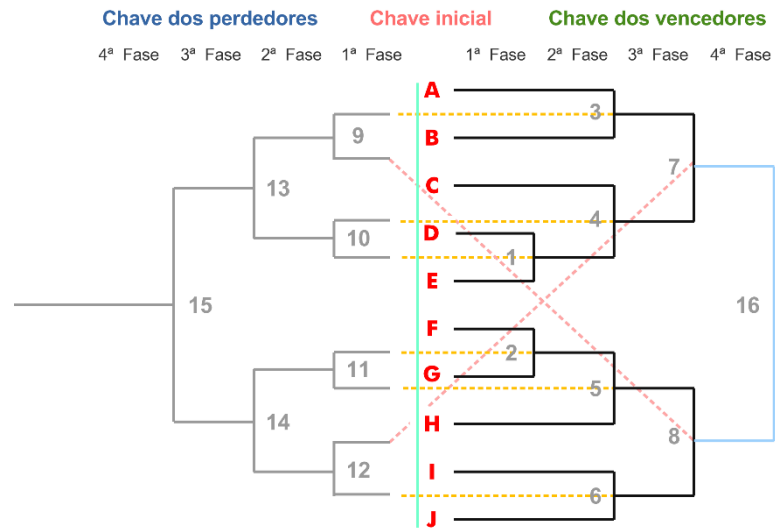 Chave dos perdedores Chave inicial Chave dos vencedores
4ª Fase 3ª Fase 2ª Fase 1ª Fase 1ª Fase 2ª Fase 3ª Fase 4ª Fase
A
3
9 B
7
C
13
4
D
10 1
E
15 16
F
2
11 G
5
14 H
8
12 I
6
J